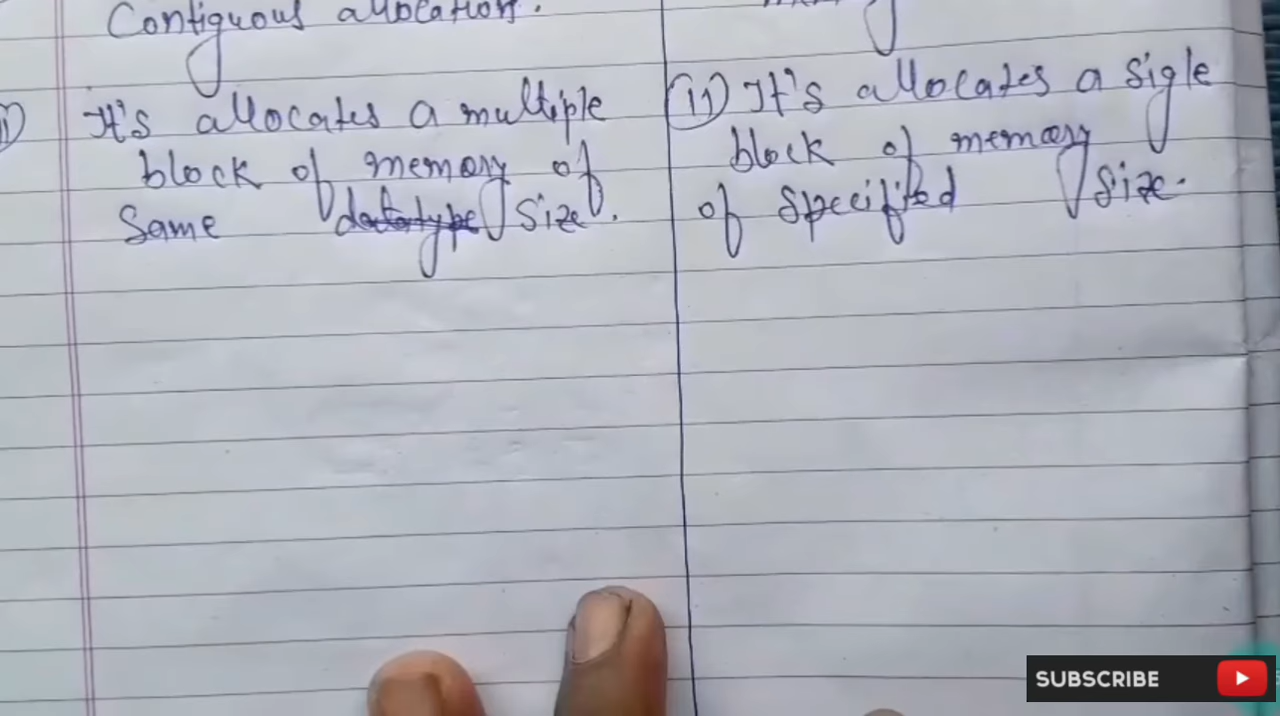 Contiguous allocation.
It's allocates a multiple
block of memory of
Same datatype size.
(ii) It's allocates a sigle
block of memory
of specified size.
SUBSCRIBE